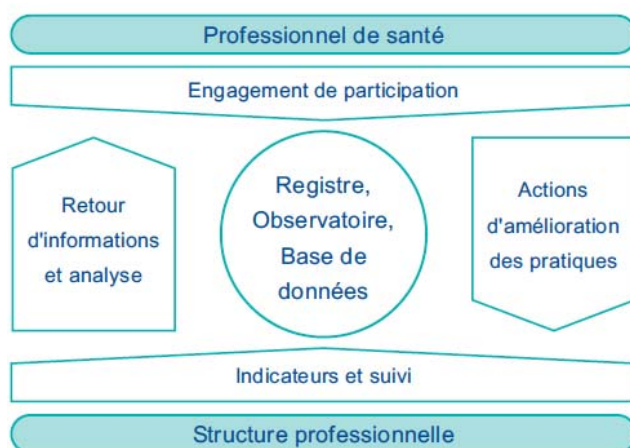 Professionnel de santé
Engagement de participation
Retour
d'informations
et analyse
Registre,
Observatoire,
Base de
données
Actions
d'amélioration
des pratiques
Indicateurs et suivi
Structure professionnelle